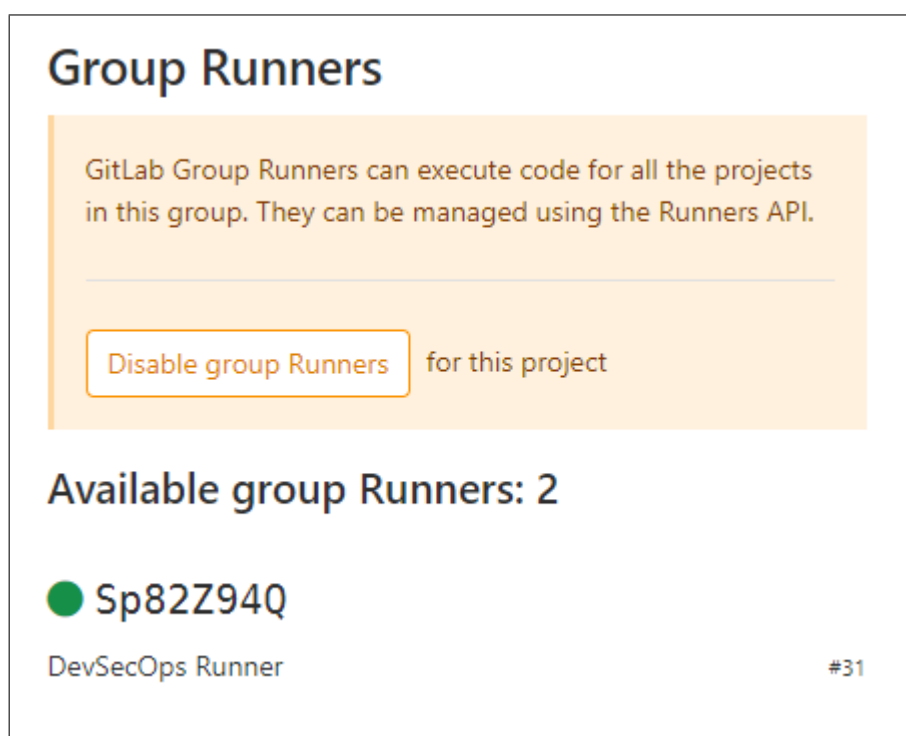 Group Runners
GitLab Group Runners can execute code for all the projects
in this group. They can be managed using the Runners API.
Disable group Runners for this project
Available group Runners: 2
Sp82Z94Q
DevSecOps Runner #31